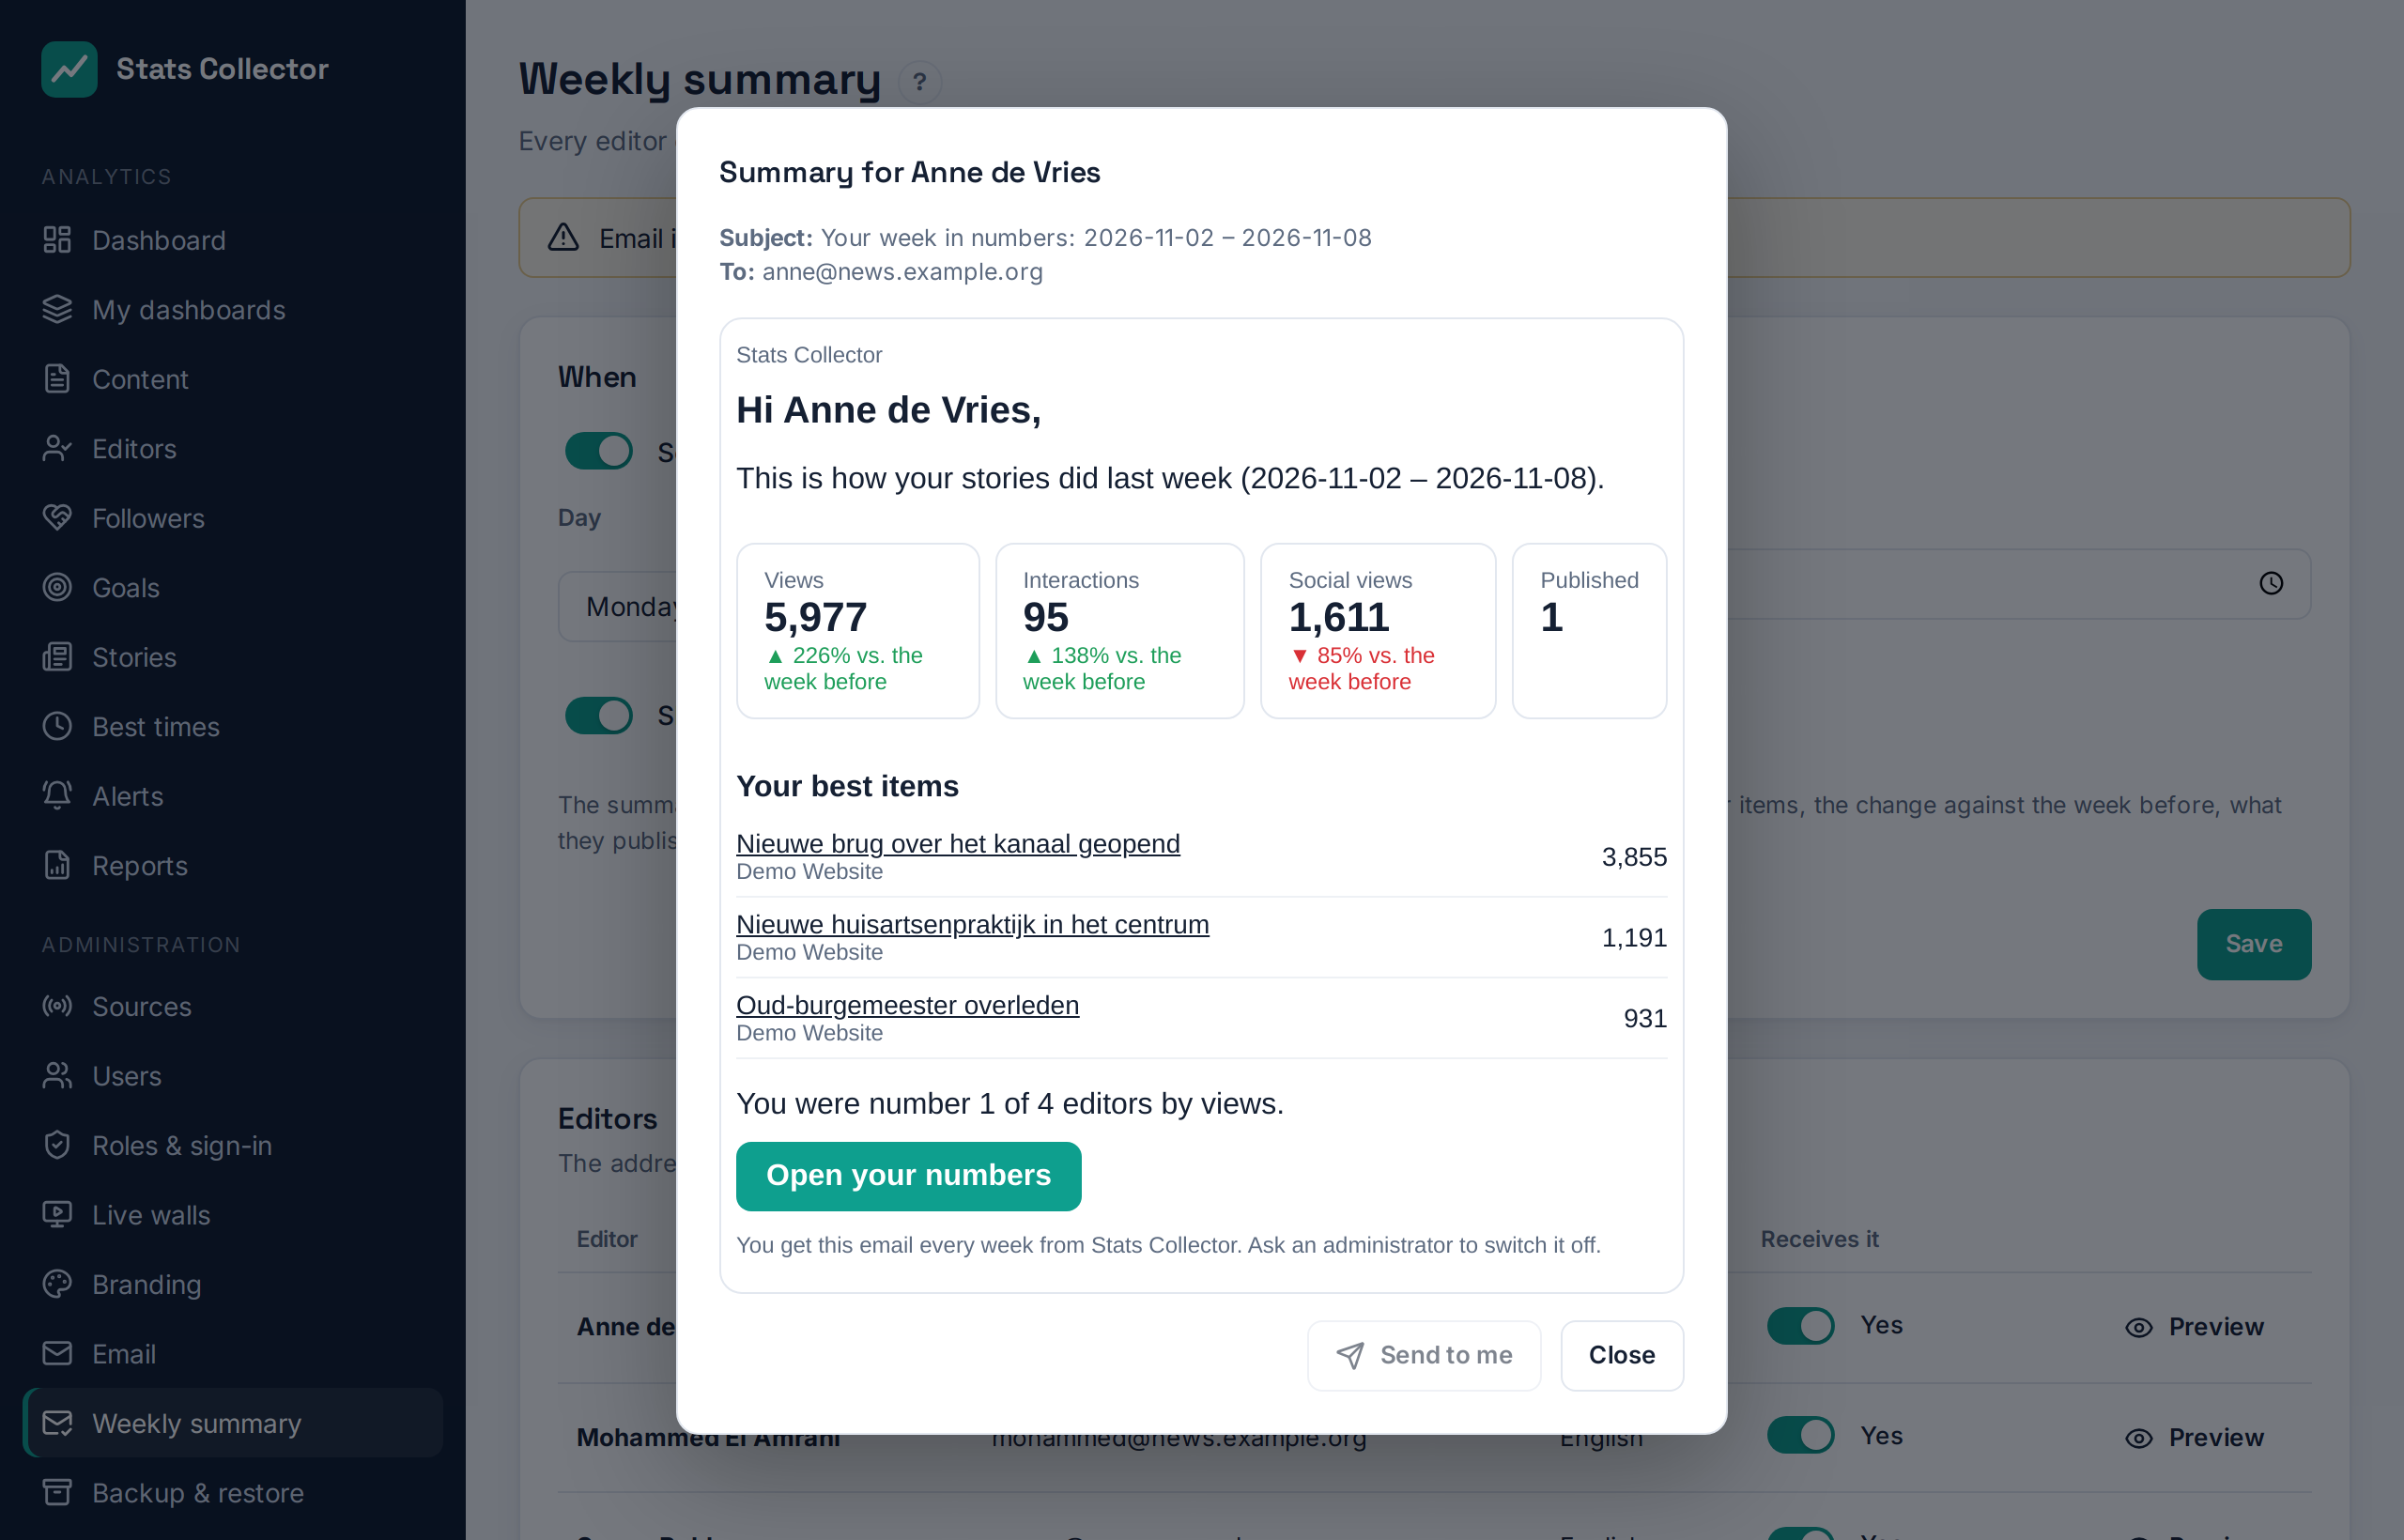 Stats Collector
ANALYTICS
Dashboard
My dashboards
Content
Editors
Followers
Goals
Stories
Best times
Alerts
Reports
ADMINISTRATION
Sources
Users
Roles & sign-in
Live walls
Branding
Email
Weekly summary
Backup & restore
Weekly summary ?
Every editor
Email i
When
Day
Monday
The summ
items, the change against the week before, what
they publis
Save
Summary for Anne de Vries
Subject: Your week in numbers: 2026-11-02 – 2026-11-08
To: anne@news.example.org
Stats Collector
Hi Anne de Vries,
This is how your stories did last week (2026-11-02 – 2026-11-08).
Views
5,977
▲ 226% vs. the
week before
Interactions
95
▲ 138% vs. the
week before
Social views
1,611
▼ 85% vs. the
week before
Published
1
Your best items
Nieuwe brug over het kanaal geopend
Demo Website
3,855
Nieuwe huisartsenpraktijk in het centrum
Demo Website
1,191
Oud-burgemeester overleden
Demo Website
931
You were number 1 of 4 editors by views.
Open your numbers
You get this email every week from Stats Collector. Ask an administrator to switch it off.
Send to me
Close
Editors
The addre
Editor
Receives it
Anne de
Yes
Preview
Mohammed El Amrani
mohammed@news.example.org
English
Yes
Preview